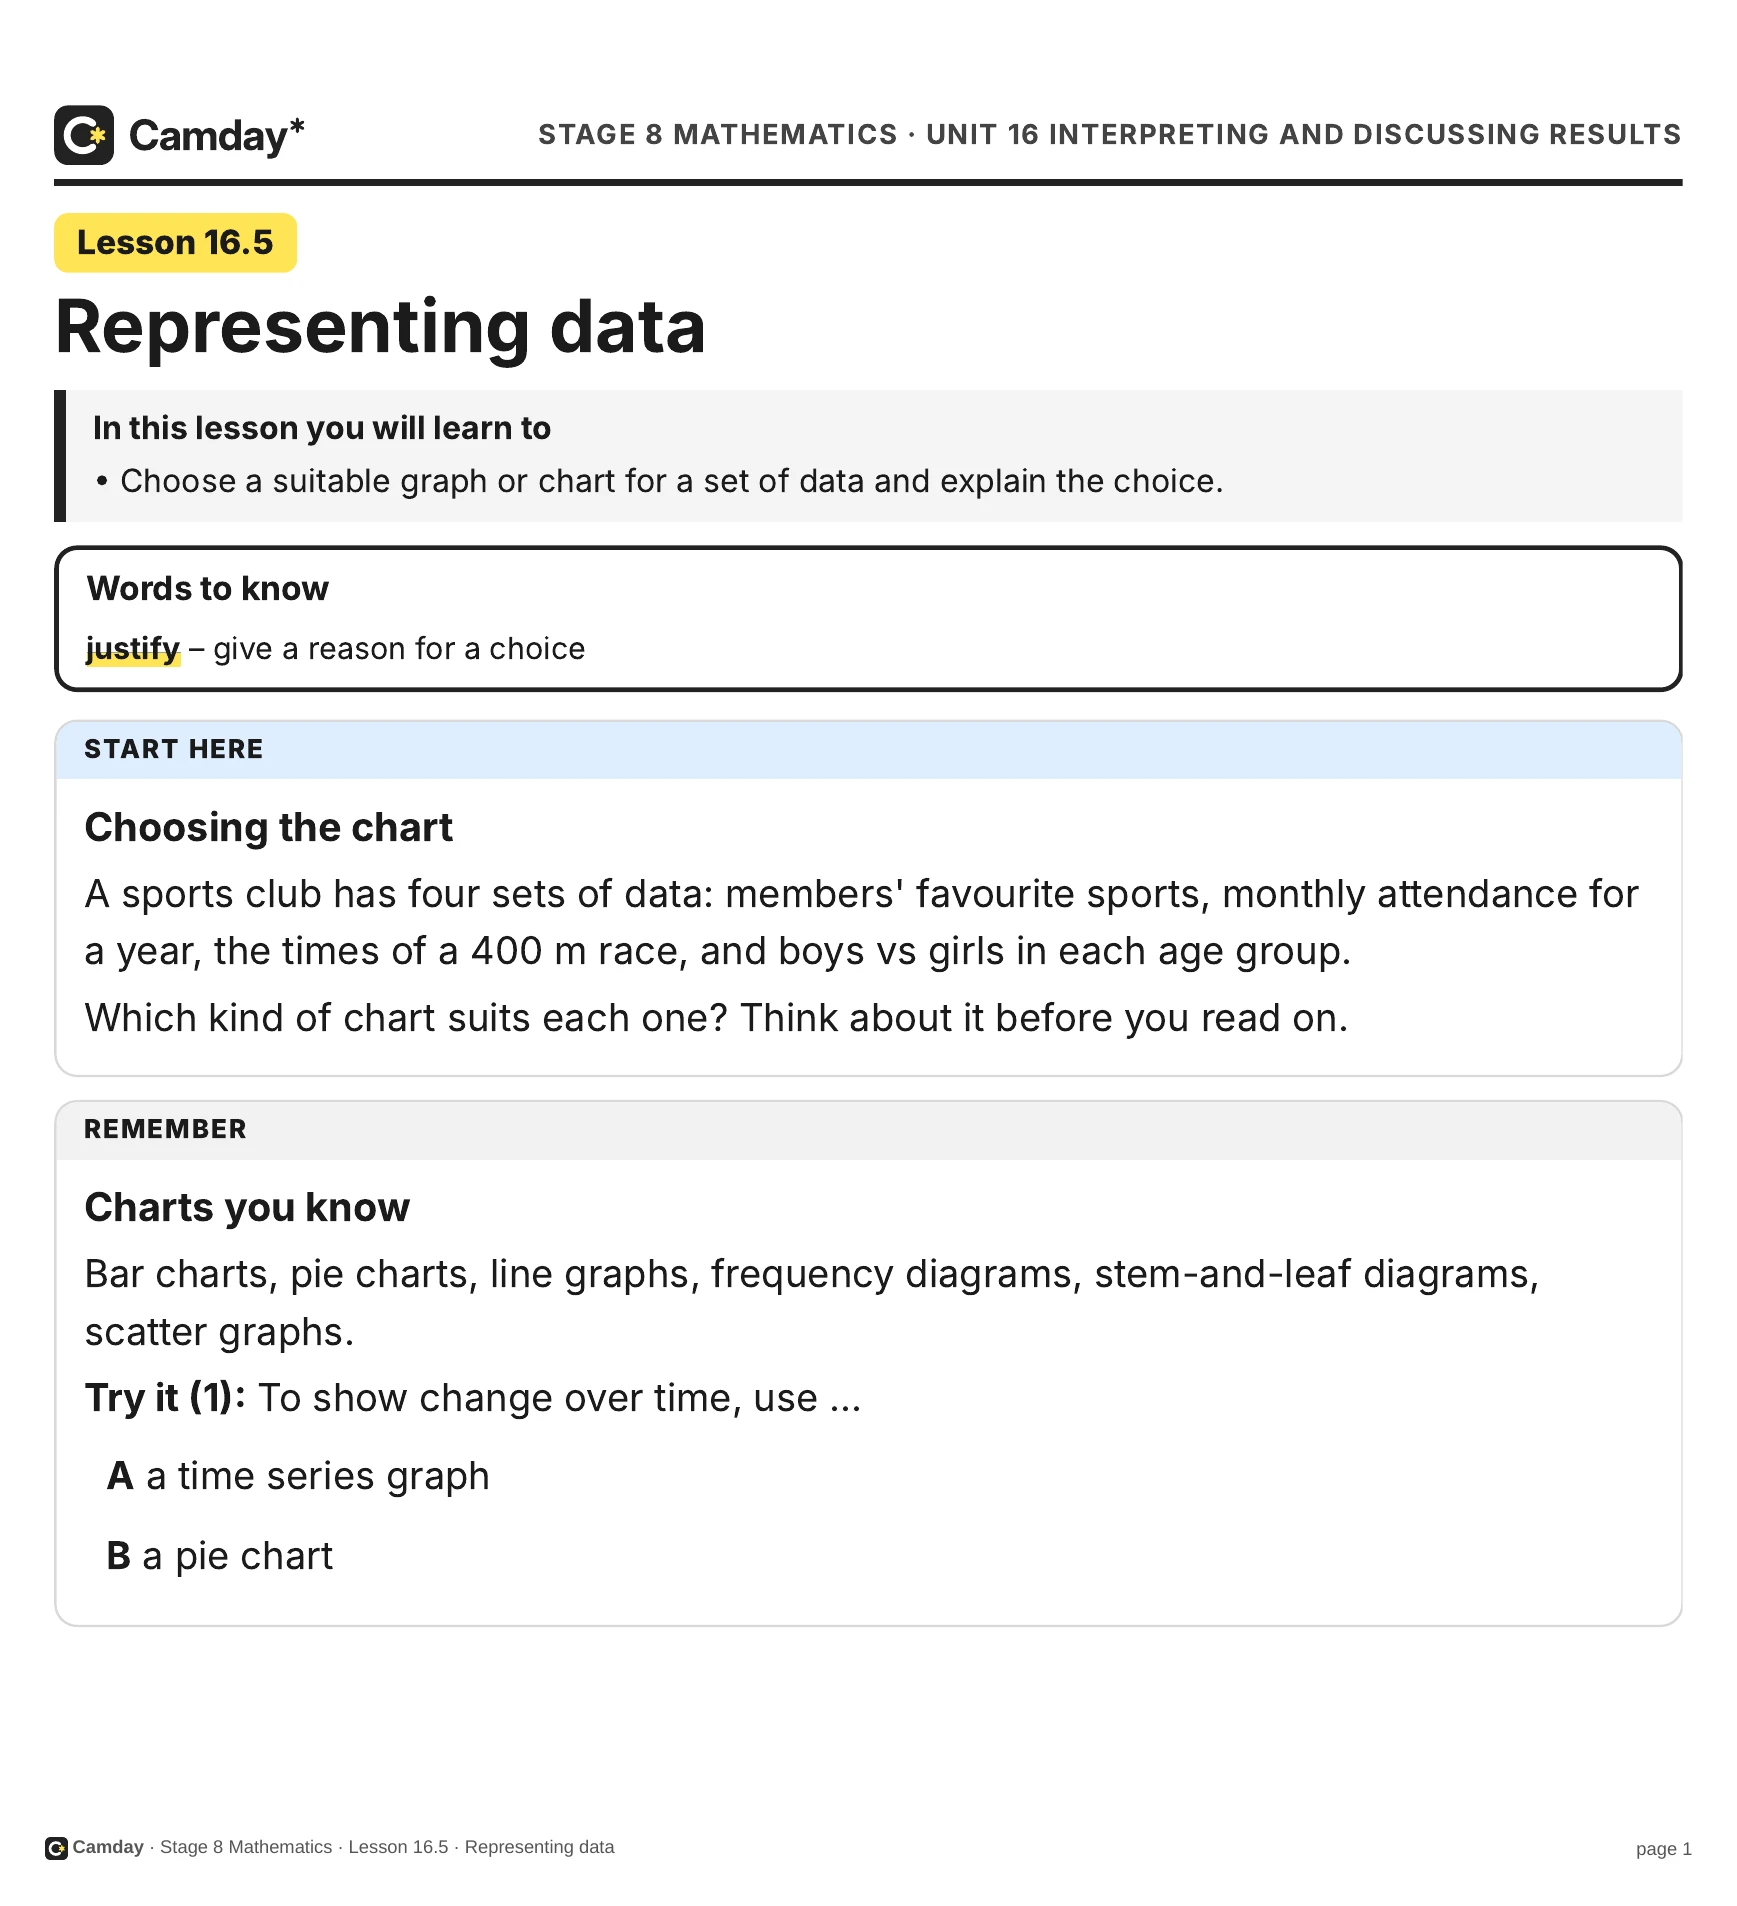 Camday*
STAGE 8 MATHEMATICS · UNIT 16 INTERPRETING AND DISCUSSING RESULTS
Lesson 16.5
Representing data
In this lesson you will learn to
• Choose a suitable graph or chart for a set of data and explain the choice.
Words to know
justify – give a reason for a choice
START HERE
Choosing the chart
A sports club has four sets of data: members' favourite sports, monthly attendance for
a year, the times of a 400 m race, and boys vs girls in each age group.
Which kind of chart suits each one? Think about it before you read on.
REMEMBER
Charts you know
Bar charts, pie charts, line graphs, frequency diagrams, stem-and-leaf diagrams,
scatter graphs.
Try it (1): To show change over time, use ...
A a time series graph
B a pie chart
Camday · Stage 8 Mathematics · Lesson 16.5 · Representing data
page 1